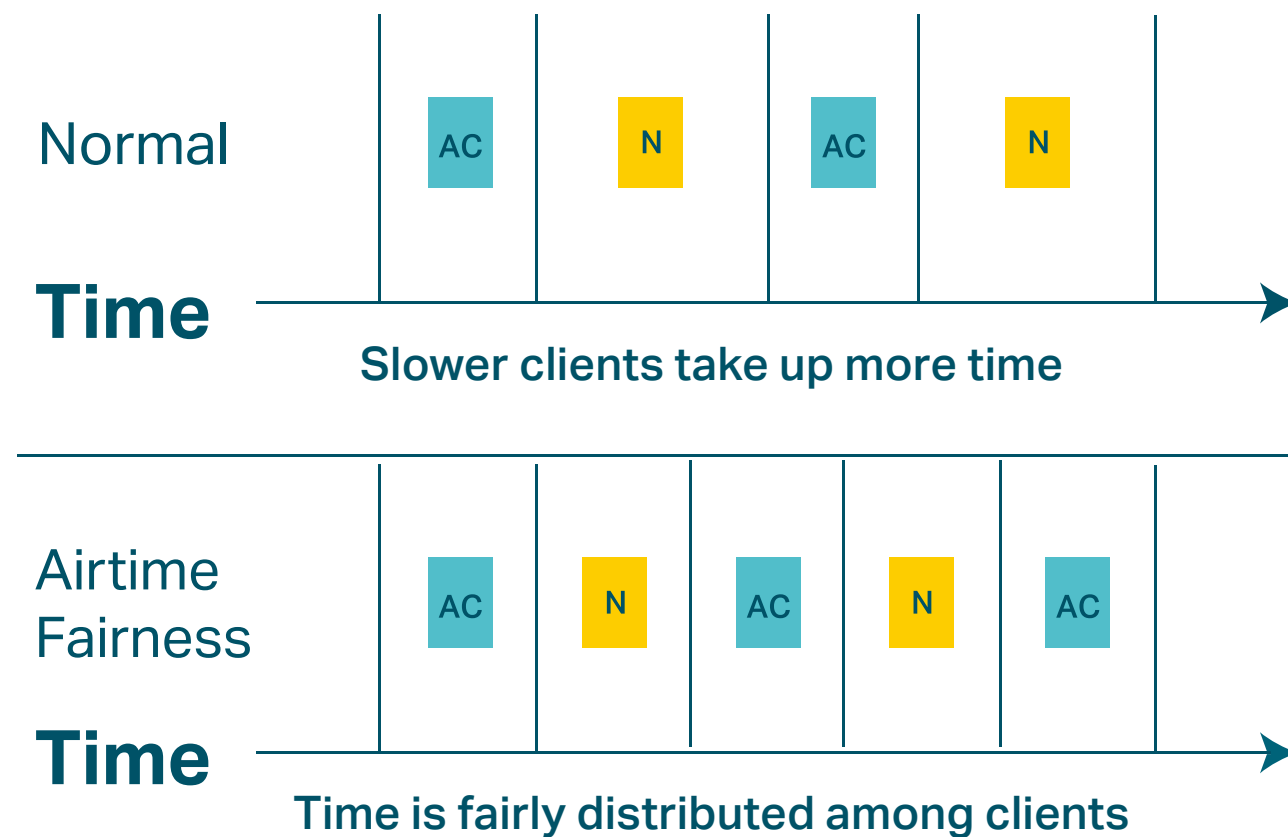 Normal
AC
N
AC
N
Time
Slower clients take up more time
Airtime
Fairness
AC
N
AC
N
AC
Time
Time is fairly distributed among clients